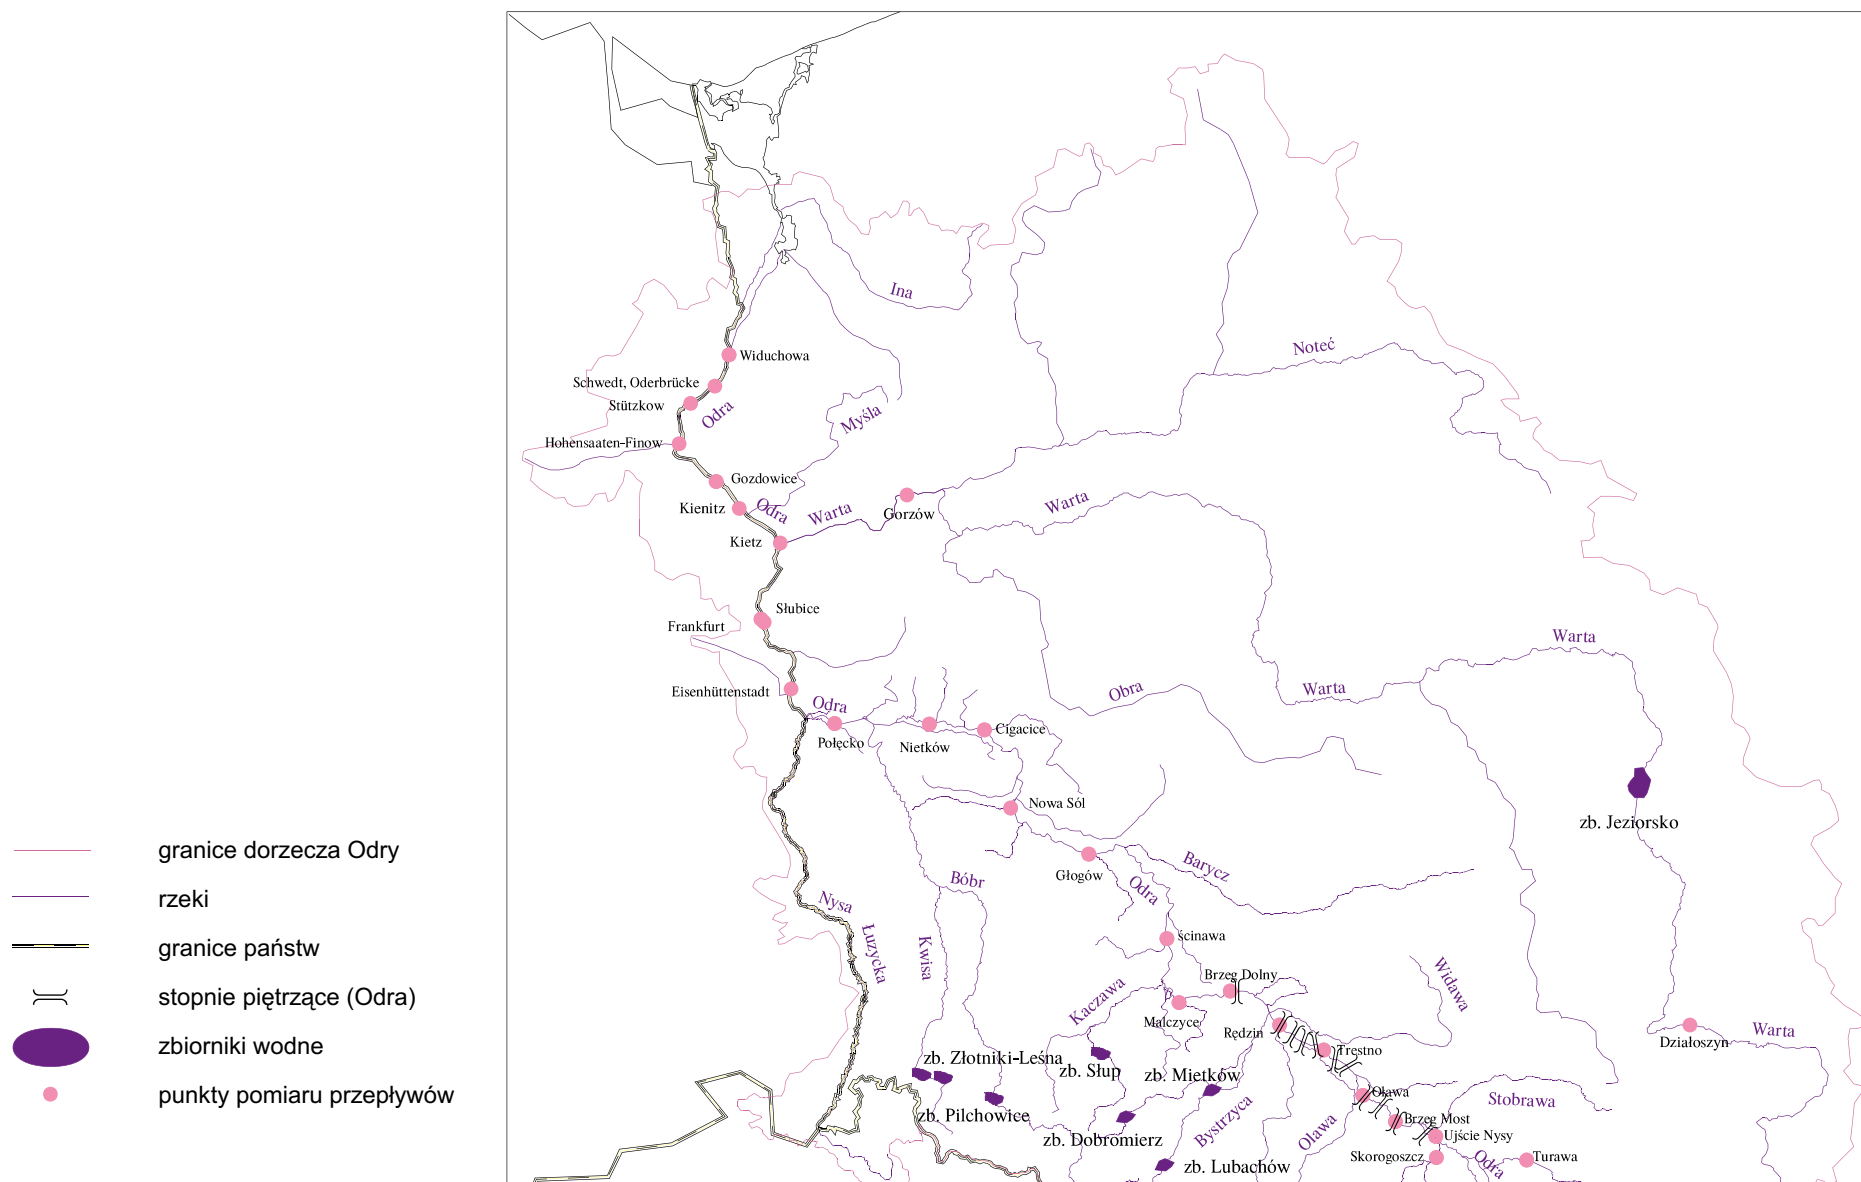 Ina
Noteć
Widuchowa
Schwedt, Oderbrücke
Stützkow
Odra
Myśla
Hohensaaten-Finow
Gozdowice
Kienitz
Odra
Warta
Gorzów
Warta
Kietz
Słubice
Frankfurt
Warta
Eisenhüttenstadt
Obra
Warta
Odra
Połęcko
Nietków
Cigacice
Nowa Sól
zb. Jeziorsko
granice dorzecza Odry
rzeki
granice państw
stopnie piętrzące (Odra)
zbiorniki wodne
punkty pomiaru przepływów
Głogów
Barycz
Bóbr
Odra
Nysa
Łuzycka
Kwisa
ścinawa
Brzeg Dolny
Widawa
Kaczawa
Malczyce
Rędzin
Trestno
Działoszyn
Warta
zb. Złotniki-Leśna
zb. Słup
zb. Mietków
Oława
Stobrawa
zb. Pilchowice
Brzeg Most
zb. Dobromierz
Bystrzyca
Oława
Ujście Nysy
Skorogoszcz
Odra
Turawa
zb. Lubachów